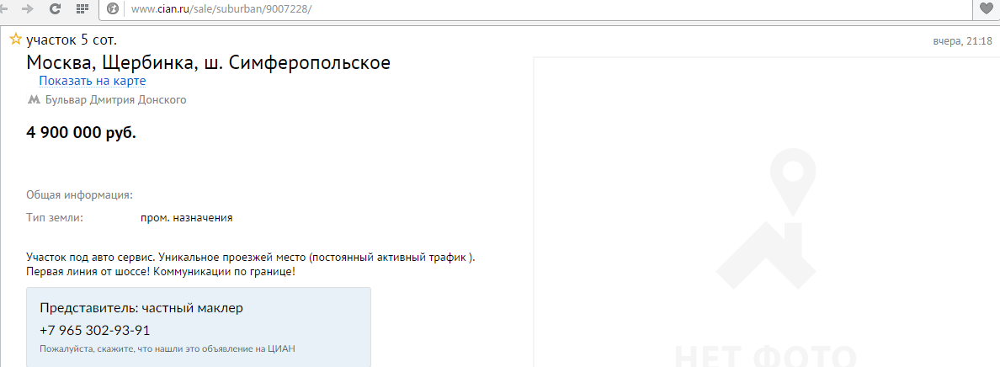 www.cian.ru/sale/suburban/9007228/
участок 5 сот.
вчера, 21:18
Москва, Щербинка, ш. Симферопольское
Показать на карте
Бульвар Дмитрия Донского
4 900 000 руб.
Общая информация:
Тип земли: пром. назначения
Участок под авто сервис. Уникальное проезжей место (постоянный активный трафик ).
Первая линия от шоссе! Коммуникации по границе!
Представитель: частный маклер
+7 965 302-93-91
Пожалуйста, скажите, что нашли это объявление на ЦИАН
НЕТ ФОТО